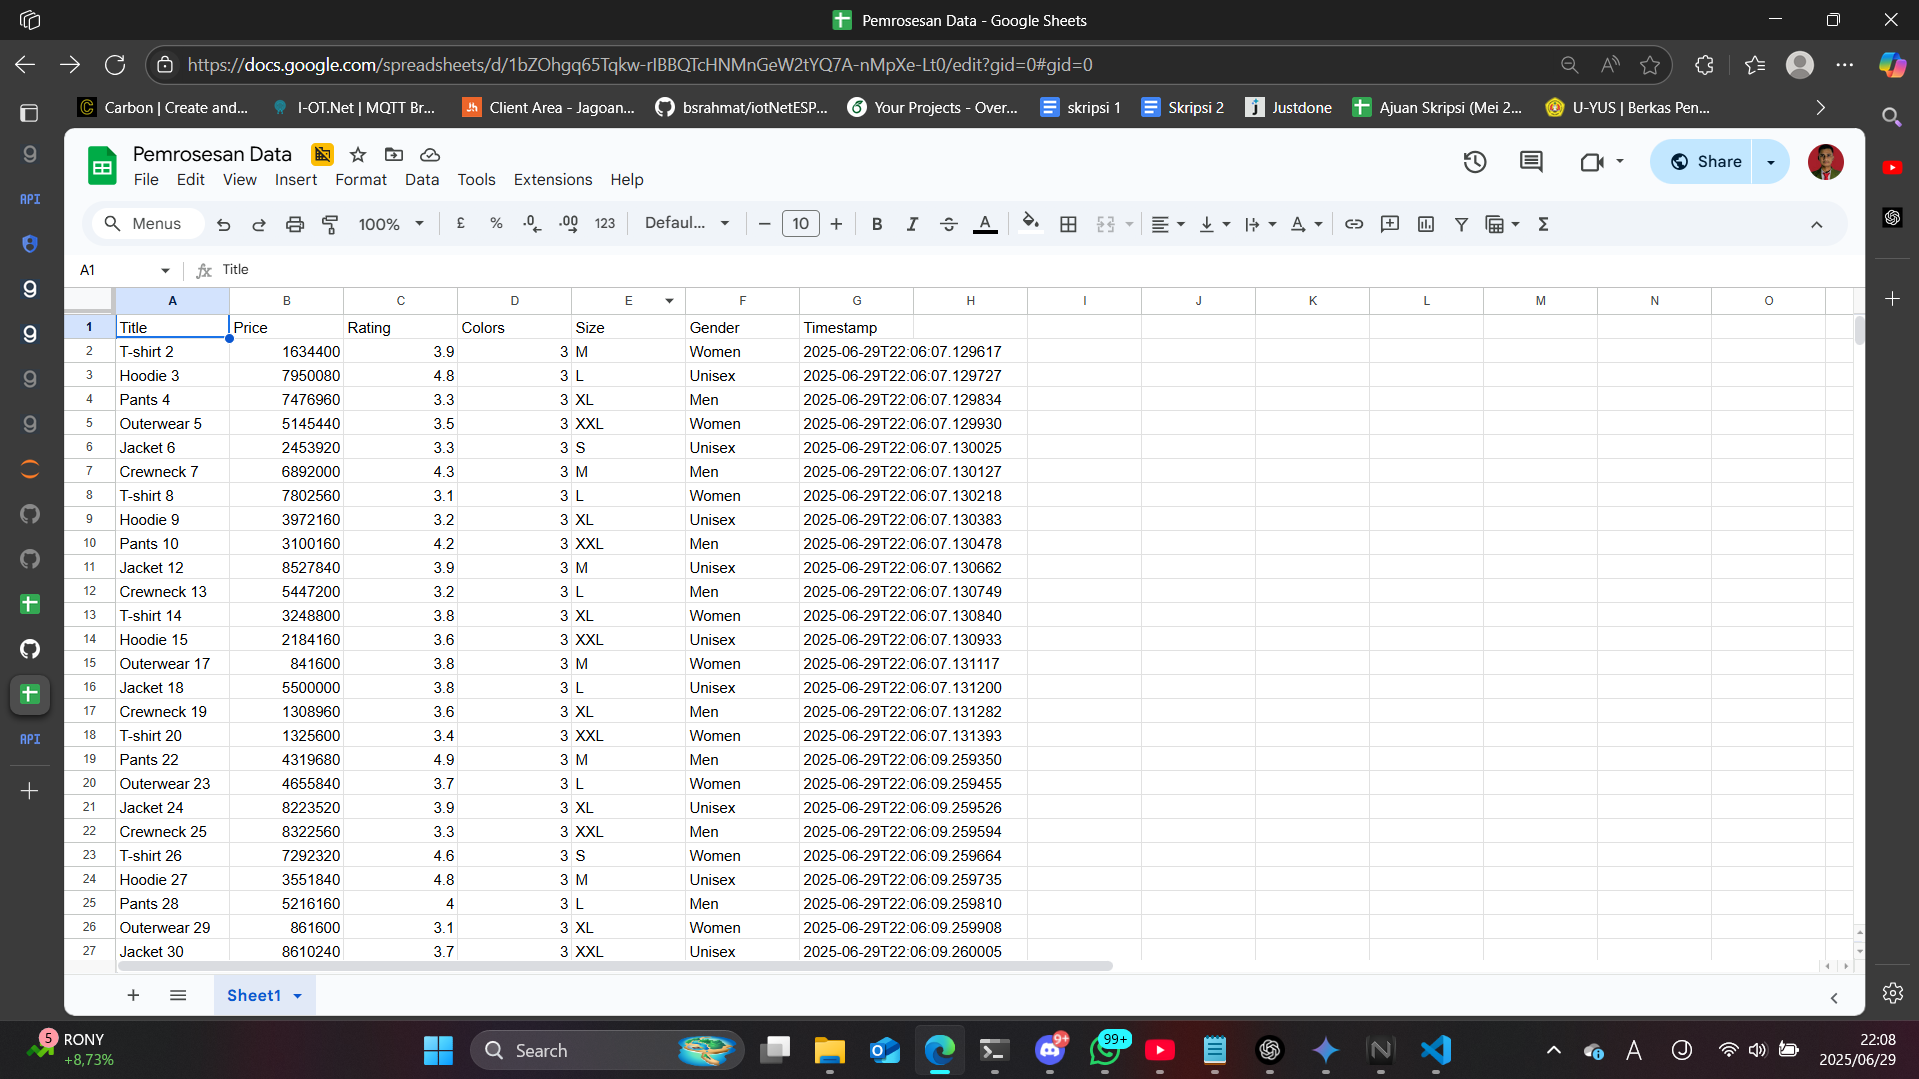 Pemrosesan Data - Google Sheets
https://docs.google.com/spreadsheets/d/1bZOhgq65Tqkw-rIBBQTcHNMnGeW2tYQ7A-nMpXe-Lt0/edit?gid=0#gid=0
Carbon | Create and... I-OT.Net | MQTT Br... Client Area - Jagoan... bsrahmat/iotNetESP... Your Projects - Over... skripsi 1 Skripsi 2 Justdone Ajuan Skripsi (Mei 2... U-YUS | Berkas Pen...
Pemrosesan Data
File Edit View Insert Format Data Tools Extensions Help
Share
Menus 100% £ % .0 .00 123 Defaul... 10 B I A Σ
A1 fx Title
A B C D E F G H I J K L M N O
1 Title Price Rating Colors Size Gender Timestamp
2 T-shirt 2 1634400 3.9 3 M Women 2025-06-29T22:06:07.129617
3 Hoodie 3 7950080 4.8 3 L Unisex 2025-06-29T22:06:07.129727
4 Pants 4 7476960 3.3 3 XL Men 2025-06-29T22:06:07.129834
5 Outerwear 5 5145440 3.5 3 XXL Women 2025-06-29T22:06:07.129930
6 Jacket 6 2453920 3.3 3 S Unisex 2025-06-29T22:06:07.130025
7 Crewneck 7 6892000 4.3 3 M Men 2025-06-29T22:06:07.130127
8 T-shirt 8 7802560 3.1 3 L Women 2025-06-29T22:06:07.130218
9 Hoodie 9 3972160 3.2 3 XL Unisex 2025-06-29T22:06:07.130383
10 Pants 10 3100160 4.2 3 XXL Men 2025-06-29T22:06:07.130478
11 Jacket 12 8527840 3.9 3 M Unisex 2025-06-29T22:06:07.130662
12 Crewneck 13 5447200 3.2 3 L Men 2025-06-29T22:06:07.130749
13 T-shirt 14 3248800 3.8 3 XL Women 2025-06-29T22:06:07.130840
14 Hoodie 15 2184160 3.6 3 XXL Unisex 2025-06-29T22:06:07.130933
15 Outerwear 17 841600 3.8 3 M Women 2025-06-29T22:06:07.131117
16 Jacket 18 5500000 3.8 3 L Unisex 2025-06-29T22:06:07.131200
17 Crewneck 19 1308960 3.6 3 XL Men 2025-06-29T22:06:07.131282
18 T-shirt 20 1325600 3.4 3 XXL Women 2025-06-29T22:06:07.131393
19 Pants 22 4319680 4.9 3 M Men 2025-06-29T22:06:09.259350
20 Outerwear 23 4655840 3.7 3 L Women 2025-06-29T22:06:09.259455
21 Jacket 24 8223520 3.9 3 XL Unisex 2025-06-29T22:06:09.259526
22 Crewneck 25 8322560 3.3 3 XXL Men 2025-06-29T22:06:09.259594
23 T-shirt 26 7292320 4.6 3 S Women 2025-06-29T22:06:09.259664
24 Hoodie 27 3551840 4.8 3 M Unisex 2025-06-29T22:06:09.259735
25 Pants 28 5216160 4 3 L Men 2025-06-29T22:06:09.259810
26 Outerwear 29 861600 3.1 3 XL Women 2025-06-29T22:06:09.259908
27 Jacket 30 8610240 3.7 3 XXL Unisex 2025-06-29T22:06:09.260005
Sheet1
API
API
5 RONY
+8,73%
Search
9+
99+
22:08
2025/06/29